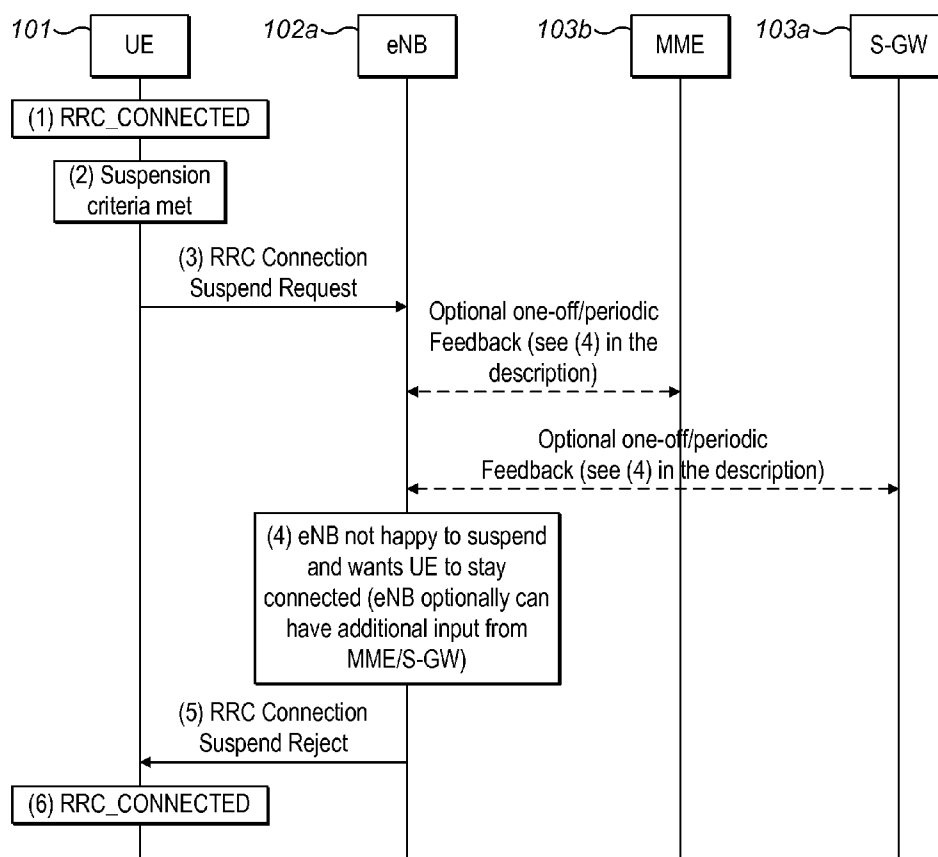 101
102a
103b
103a
UE
eNB
MME
S-GW
(1) RRC_CONNECTED
(2) Suspension
criteria met
(3) RRC Connection
Suspend Request
Optional one-off/periodic
Feedback (see (4) in the
description)
Optional one-off/periodic
Feedback (see (4) in the description)
(4) eNB not happy to suspend
and wants UE to stay
connected (eNB optionally can
have additional input from
MME/S-GW)
(5) RRC Connection
Suspend Reject
(6) RRC_CONNECTED